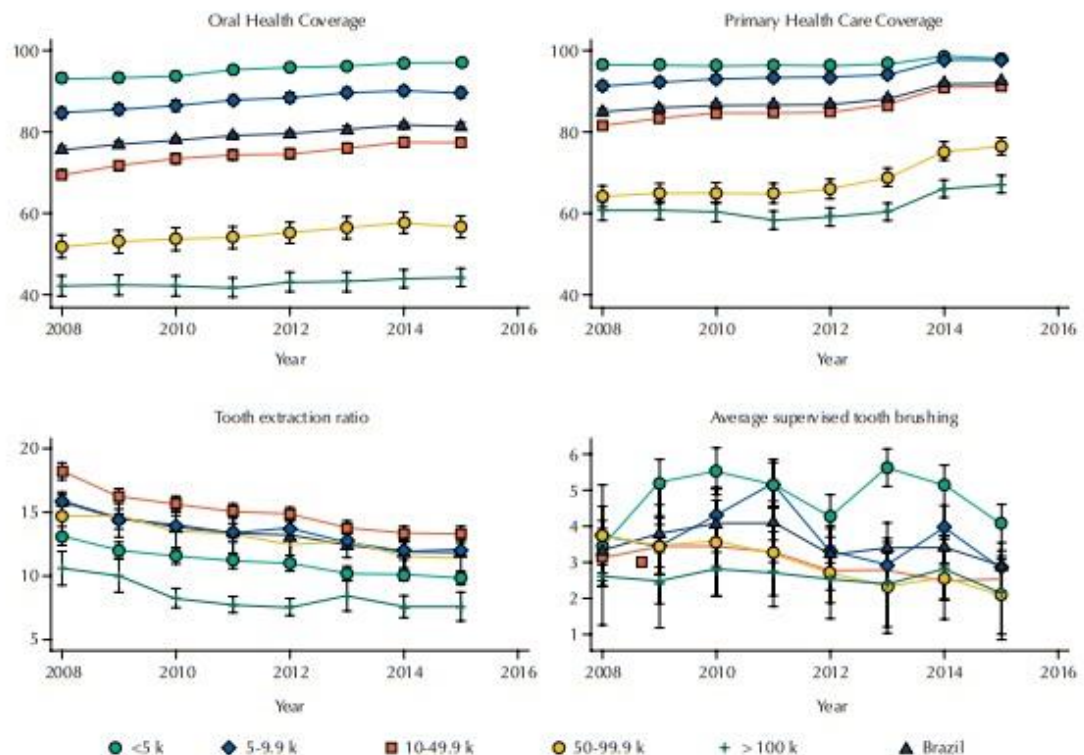 Oral Health Coverage
100
80
60
40
2008 2010 2012 2014 2016
Year
Primary Health Care Coverage
100
80
60
40
2008 2010 2012 2014 2016
Year
Tooth extraction ratio
20
15
10
5
2008 2010 2012 2014 2016
Year
Average supervised tooth brushing
6
5
4
3
2
1
2008 2010 2012 2014 2016
Year
<5 k 5-9.9 k 10-49.9 k 50-99.9 k > 100 k Brazil